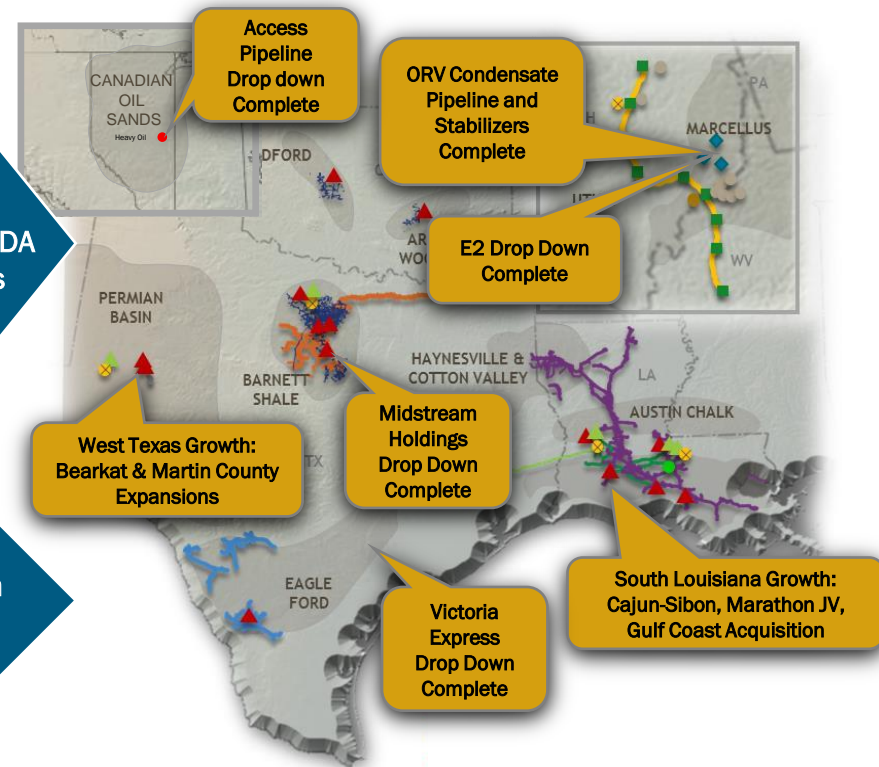 Access
Pipeline
Drop down
Complete
CANADIAN
OIL
SANDS
Heavy Oil
ORV Condensate
Pipeline and
Stabilizers
Complete
PA
MARCELLUS
DFORD
DA
E2 Drop Down
Complete
WV
PERMIAN
BASIN
BARNETT
SHALE
HAYNESVILLE &
COTTON VALLEY
LA
AUSTIN CHALK
West Texas Growth:
Bearkat & Martin County
Expansions
TX
Midstream
Holdings
Drop Down
Complete
EAGLE
FORD
Victoria
Express
Drop Down
Complete
South Louisiana Growth:
Cajun-Sibon, Marathon JV,
Gulf Coast Acquisition